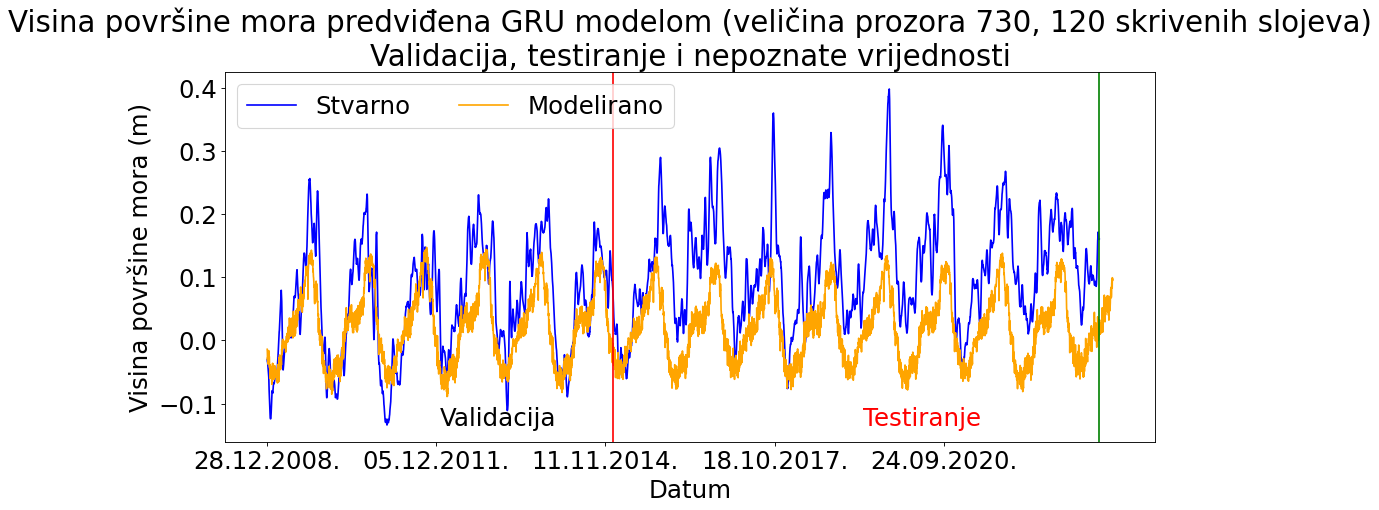 Visina površine mora predviđena GRU modelom (veličina prozora 730, 120 skrivenih slojeva)
Validacija, testiranje i nepoznate vrijednosti
Stvarno
Modelirano
Visina površine mora (m)
0.4
0.3
0.2
0.1
0.0
−0.1
Validacija
Testiranje
28.12.2008.
05.12.2011.
11.11.2014.
18.10.2017.
24.09.2020.
Datum